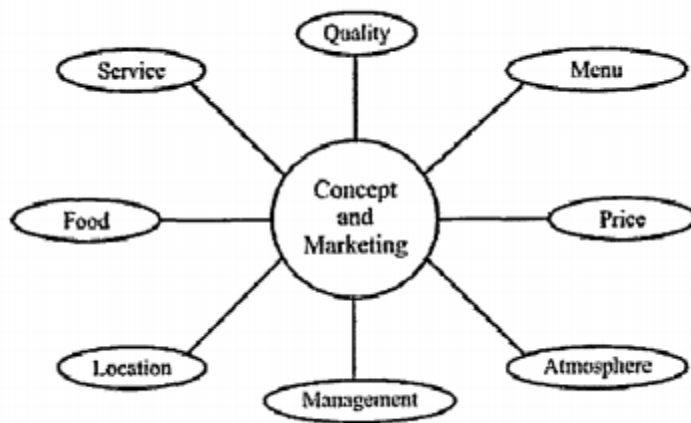 Quality
Service
Menu
Concept
and
Marketing
Food
Price
Location
Atmosphere
Management